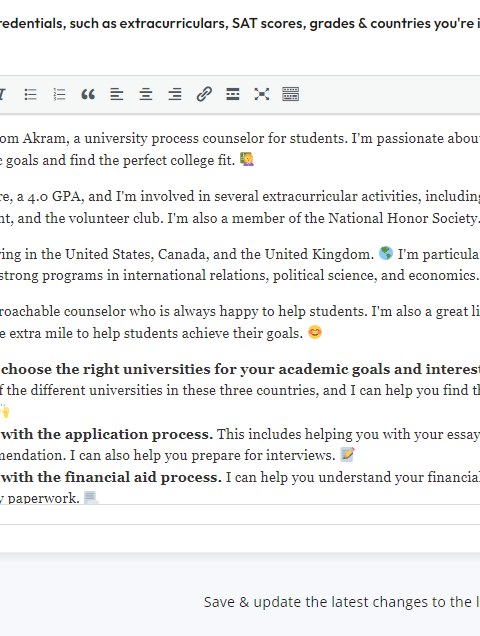 redentials, such as extracurriculars, SAT scores, grades & countries you're i
om Akram, a university process counselor for students. I'm passionate abou
c goals and find the perfect college fit. 🙋
re, a 4.0 GPA, and I'm involved in several extracurricular activities, includin
nt, and the volunteer club. I'm also a member of the National Honor Society.
ring in the United States, Canada, and the United Kingdom. 🌎 I'm particula
strong programs in international relations, political science, and economics.
roachable counselor who is always happy to help students. I'm also a great li
e extra mile to help students achieve their goals. 😊
choose the right universities for your academic goals and interest
f the different universities in these three countries, and I can help you find th
🙌
with the application process. This includes helping you with your essay
mendation. I can also help you prepare for interviews. 📝
with the financial aid process. I can help you understand your financial
y paperwork. 📃
Save & update the latest changes to the l